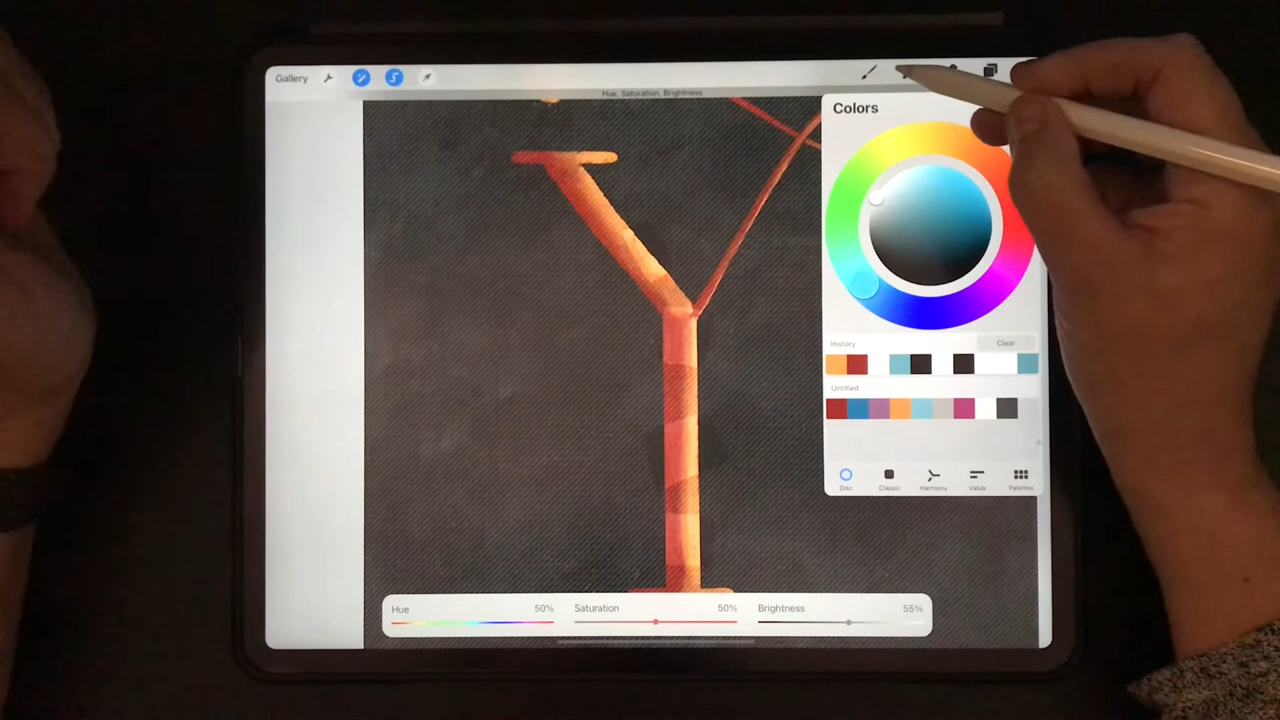 Gallery
Hue, Saturation, Brightness
Colors
Y
History Clear
Untitled
Disc Classic Harmony Value Palettes
Hue 50% Saturation 50% Brightness 55%